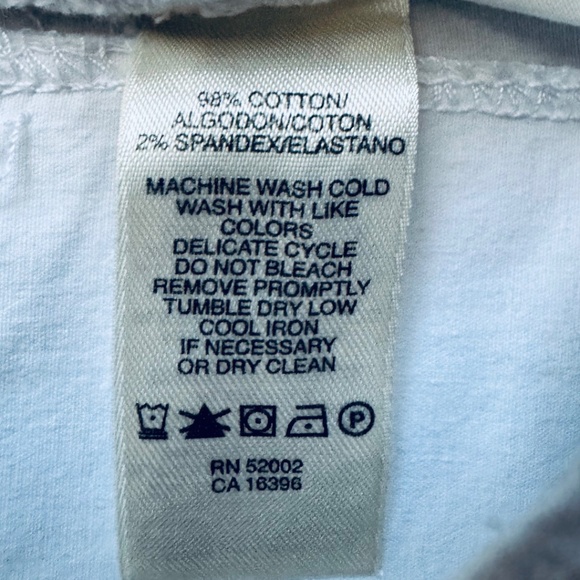 98% COTTON/
ALGODON/COTON
2% SPANDEX/ELASTANO
MACHINE WASH COLD
WASH WITH LIKE
COLORS
DELICATE CYCLE
DO NOT BLEACH
REMOVE PROMPTLY
TUMBLE DRY LOW
COOL IRON
IF NECESSARY
OR DRY CLEAN
P
RN 52002
CA 16396